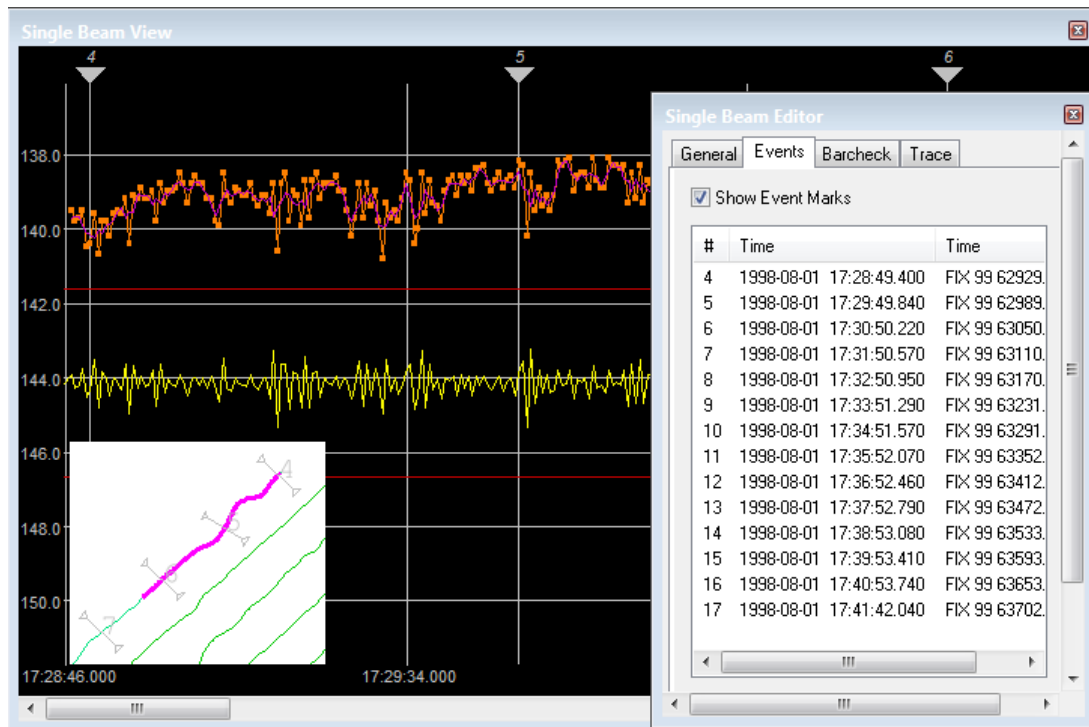 Single Beam View
4 5 6
138.0
140.0
142.0
144.0
146.0
148.0
150.0
17:28:46.000 17:29:34.000
4
5
6
7
Single Beam Editor
General Events Barcheck Trace
Show Event Marks
# Time Time
4 1998-08-01 17:28:49.400 FIX 99 62929.
5 1998-08-01 17:29:49.840 FIX 99 62989.
6 1998-08-01 17:30:50.220 FIX 99 63050.
7 1998-08-01 17:31:50.570 FIX 99 63110.
8 1998-08-01 17:32:50.950 FIX 99 63170.
9 1998-08-01 17:33:51.290 FIX 99 63231.
10 1998-08-01 17:34:51.570 FIX 99 63291.
11 1998-08-01 17:35:52.070 FIX 99 63352.
12 1998-08-01 17:36:52.460 FIX 99 63412.
13 1998-08-01 17:37:52.790 FIX 99 63472.
14 1998-08-01 17:38:53.080 FIX 99 63533.
15 1998-08-01 17:39:53.410 FIX 99 63593.
16 1998-08-01 17:40:53.740 FIX 99 63653.
17 1998-08-01 17:41:42.040 FIX 99 63702.